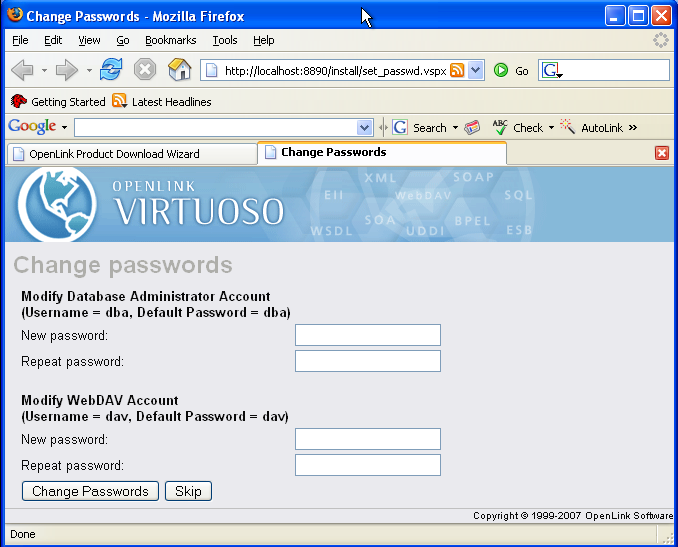 Change Passwords - Mozilla Firefox
File Edit View Go Bookmarks Tools Help
http://localhost:8890/install/set_passwd.vspx Go G
Getting Started Latest Headlines
Google G Search ABC Check AutoLink »
OpenLink Product Download Wizard Change Passwords
OPENLINK
VIRTUOSO
XML SOAP
EII WebDAV SQL
SOA BPEL
WSDL UDDI ESB
Change passwords
Modify Database Administrator Account
(Username = dba, Default Password = dba)
New password:
Repeat password:
Modify WebDAV Account
(Username = dav, Default Password = dav)
New password:
Repeat password:
Change Passwords Skip
Copyright © 1999-2007 OpenLink Software
Done